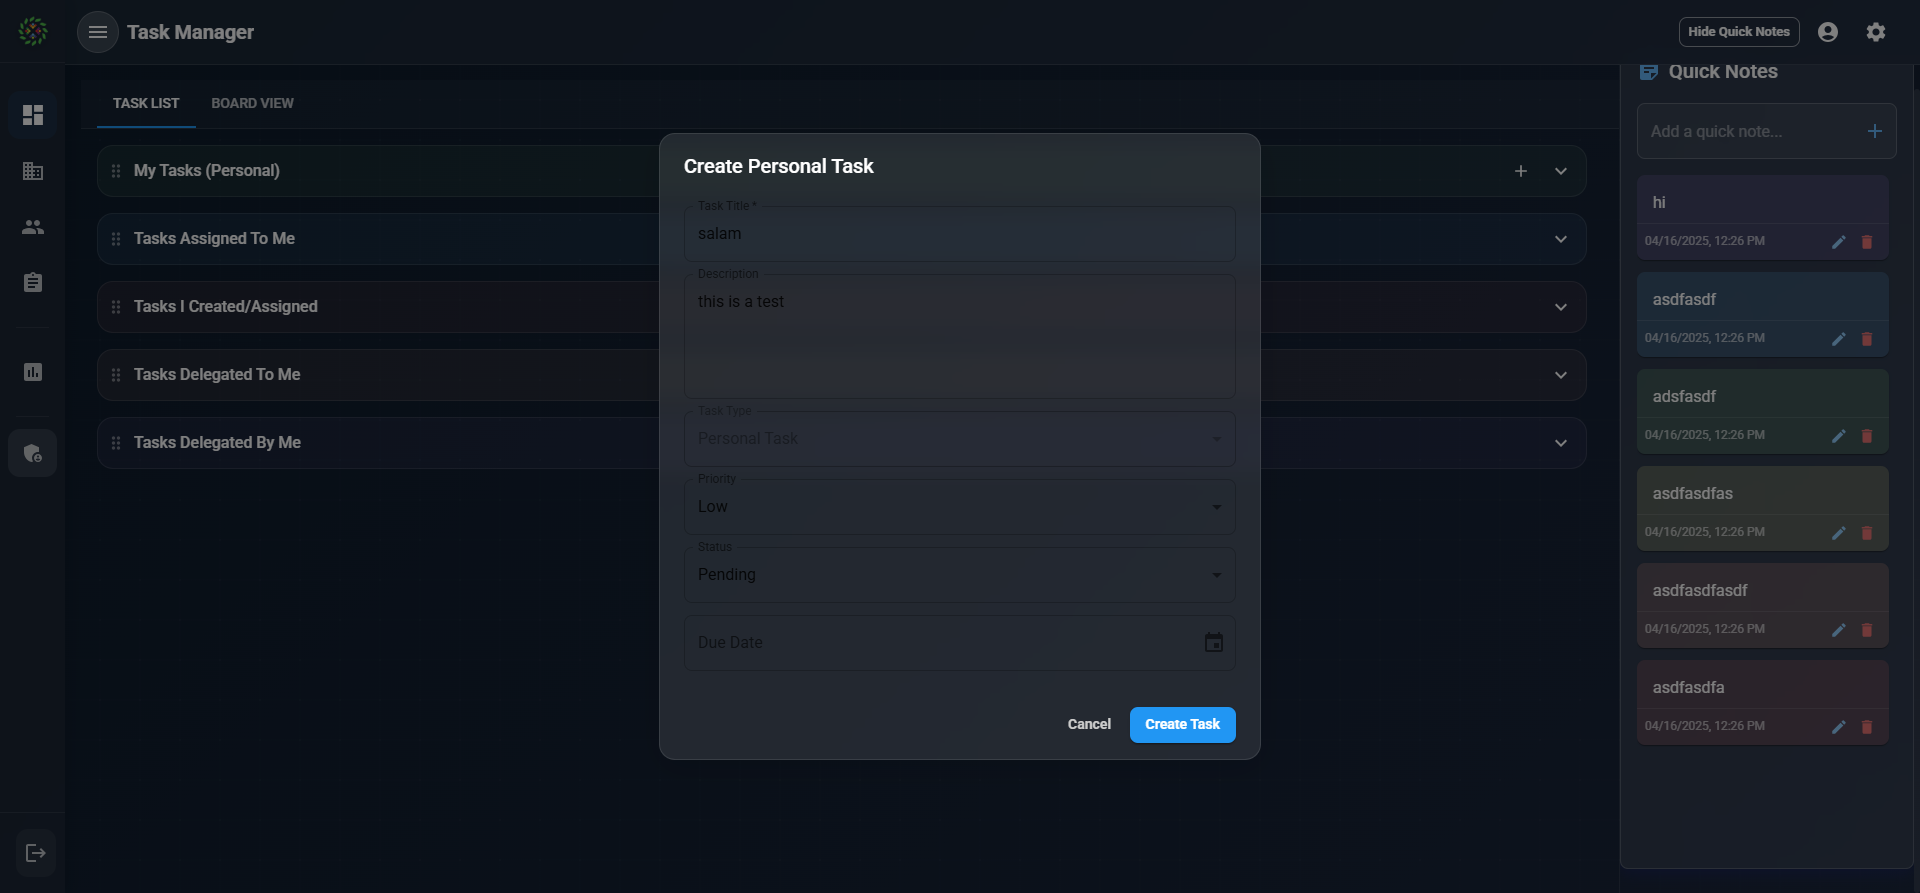 Task Manager
Hide Quick Notes
TASK LIST
BOARD VIEW
My Tasks (Personal)
Tasks Assigned To Me
Tasks I Created/Assigned
Tasks Delegated To Me
Tasks Delegated By Me
Create Personal Task
Task Title *
salam
Description
this is a test
Task Type
Personal Task
Priority
Low
Status
Pending
Due Date
Cancel
Create Task
Quick Notes
Add a quick note...
hi
04/16/2025, 12:26 PM
asdfasdf
04/16/2025, 12:26 PM
adsfasdf
04/16/2025, 12:26 PM
asdfasdfas
04/16/2025, 12:26 PM
asdfasdfasdf
04/16/2025, 12:26 PM
asdfasdfa
04/16/2025, 12:26 PM